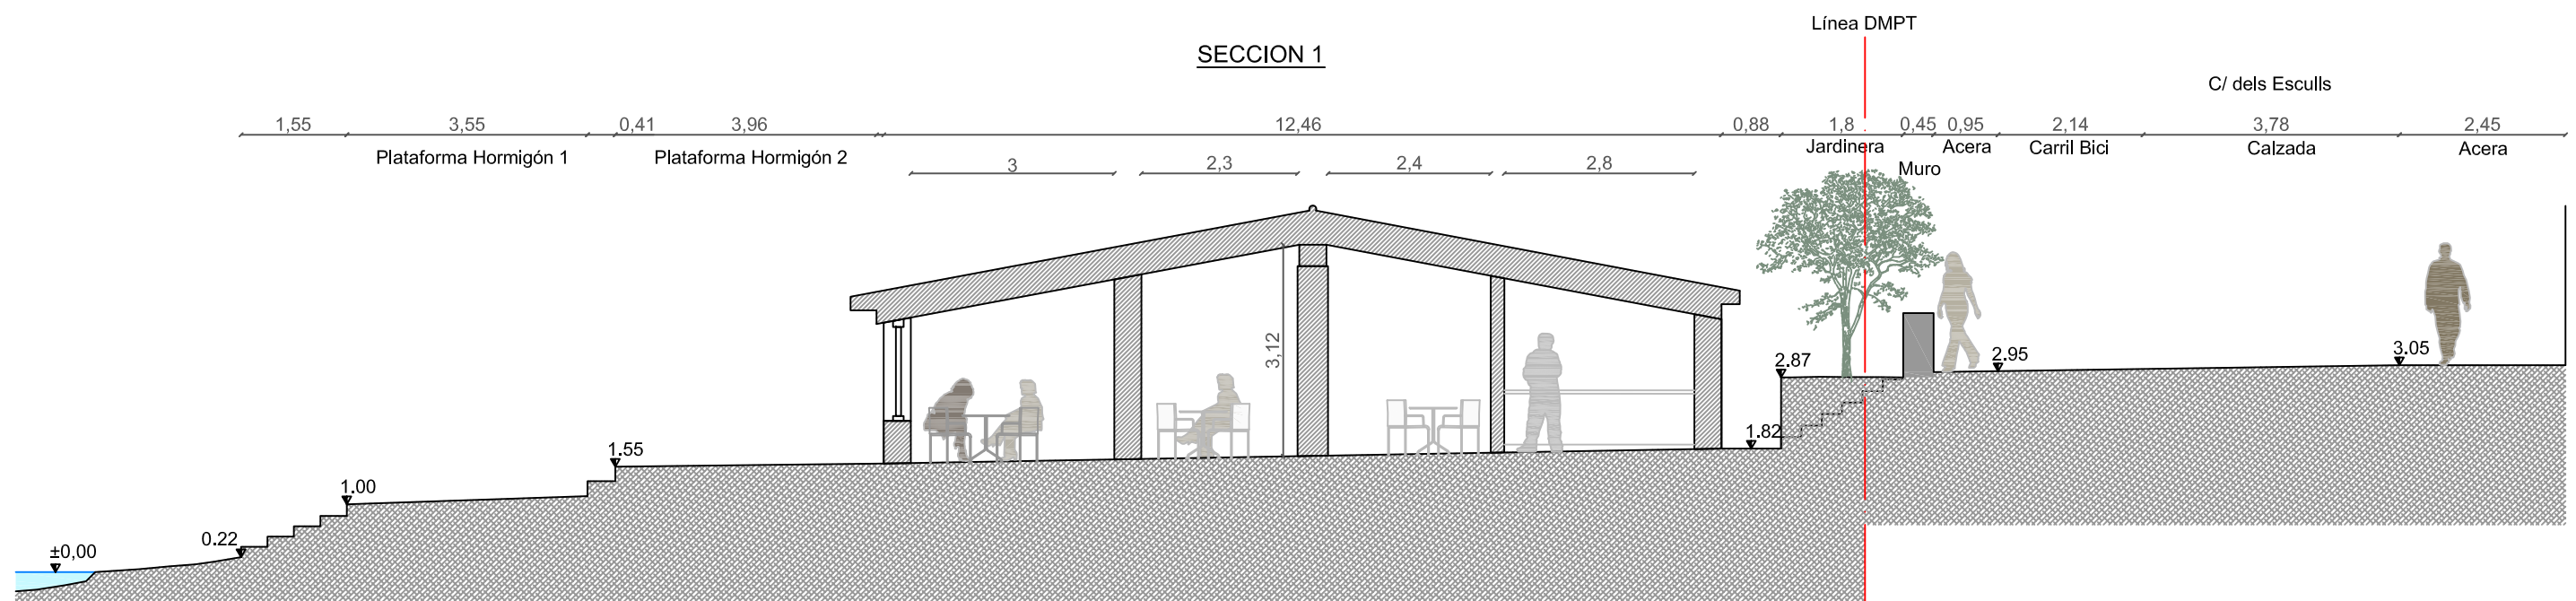 Línea DMPT
SECCION 1
C/ dels Esculls
1,55 3,55 0,41 3,96 12,46 0,88 1,8 0,45 0,95 2,14 3,78 2,45
Plataforma Hormigón 1 Plataforma Hormigón 2 Jardinera Acera Carril Bici Calzada Acera
3 2,3 2,4 2,8 Muro
3,12
2.87 2.95 3.05
1.82
1.55
1.00
0.22
±0,00